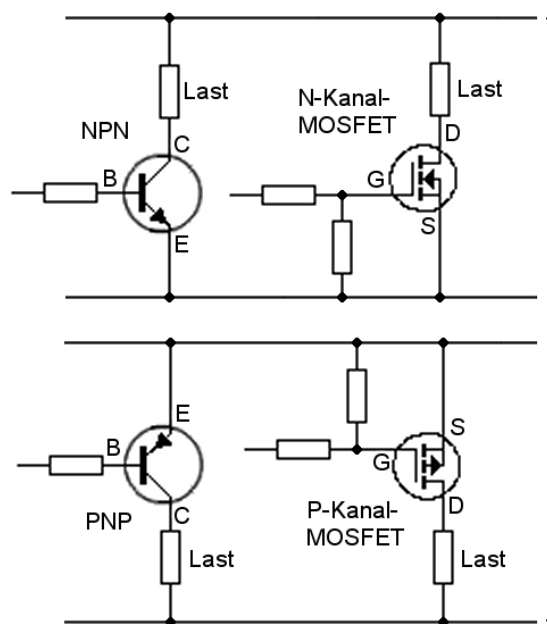 Last
Last
NPN
N-Kanal-
MOSFET
C
D
B
G
E
S
E
S
B
G
C
D
PNP
P-Kanal-
MOSFET
Last
Last